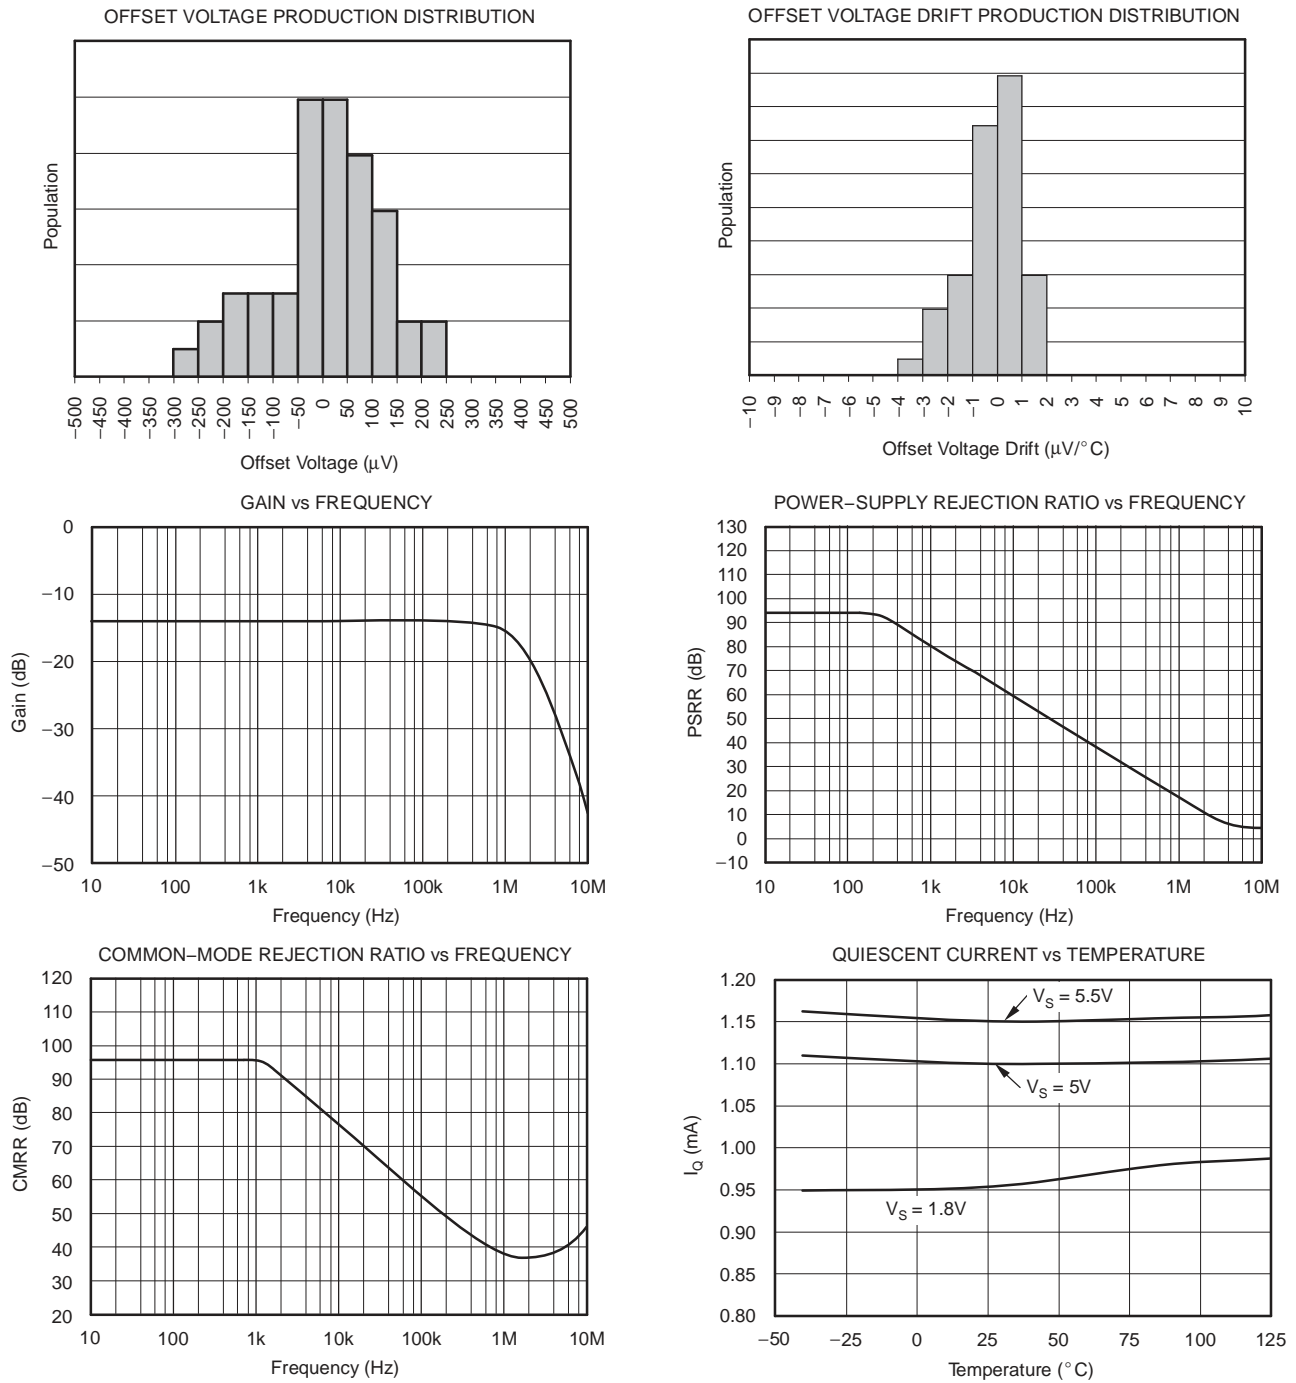 OFFSET VOLTAGE PRODUCTION DISTRIBUTION
Population
−500 −450 −400 −350 −300 −250 −200 −150 −100 −50 0 50 100 150 200 250 300 350 400 450 500
Offset Voltage (μV)
OFFSET VOLTAGE DRIFT PRODUCTION DISTRIBUTION
Population
−10 −9 −8 −7 −6 −5 −4 −3 −2 −1 0 1 2 3 4 5 6 7 8 9 10
Offset Voltage Drift (μV/°C)
GAIN vs FREQUENCY
Gain (dB)
0
−10
−20
−30
−40
−50
10 100 1k 10k 100k 1M 10M
Frequency (Hz)
POWER−SUPPLY REJECTION RATIO vs FREQUENCY
PSRR (dB)
130
120
110
100
90
80
70
60
50
40
30
20
10
0
−10
10 100 1k 10k 100k 1M 10M
Frequency (Hz)
COMMON−MODE REJECTION RATIO vs FREQUENCY
CMRR (dB)
120
110
100
90
80
70
60
50
40
30
20
10 100 1k 10k 100k 1M 10M
Frequency (Hz)
QUIESCENT CURRENT vs TEMPERATURE
IQ (mA)
1.20
1.15
1.10
1.05
1.00
0.95
0.90
0.85
0.80
VS = 5.5V
VS = 5V
VS = 1.8V
−50 −25 0 25 50 75 100 125
Temperature (°C)